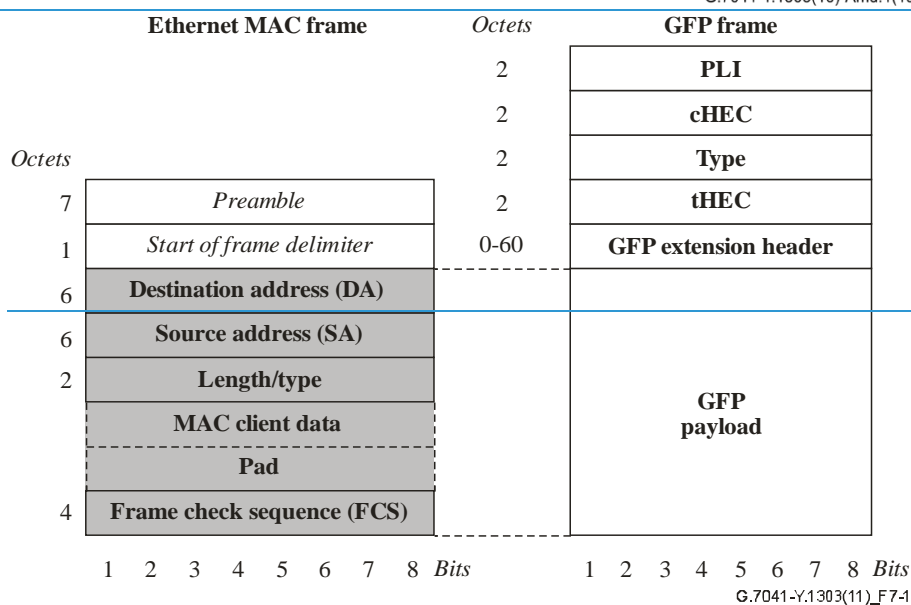 Ethernet MAC frame Octets GFP frame
2 PLI
2 cHEC
Octets 2 Type
7 Preamble 2 tHEC
1 Start of frame delimiter 0-60 GFP extension header
6 Destination address (DA)
6 Source address (SA)
2 Length/type
MAC client data
GFP payload
Pad
4 Frame check sequence (FCS)
1 2 3 4 5 6 7 8 Bits 1 2 3 4 5 6 7 8 Bits
G.7041-Y.1303(11)_F7-1